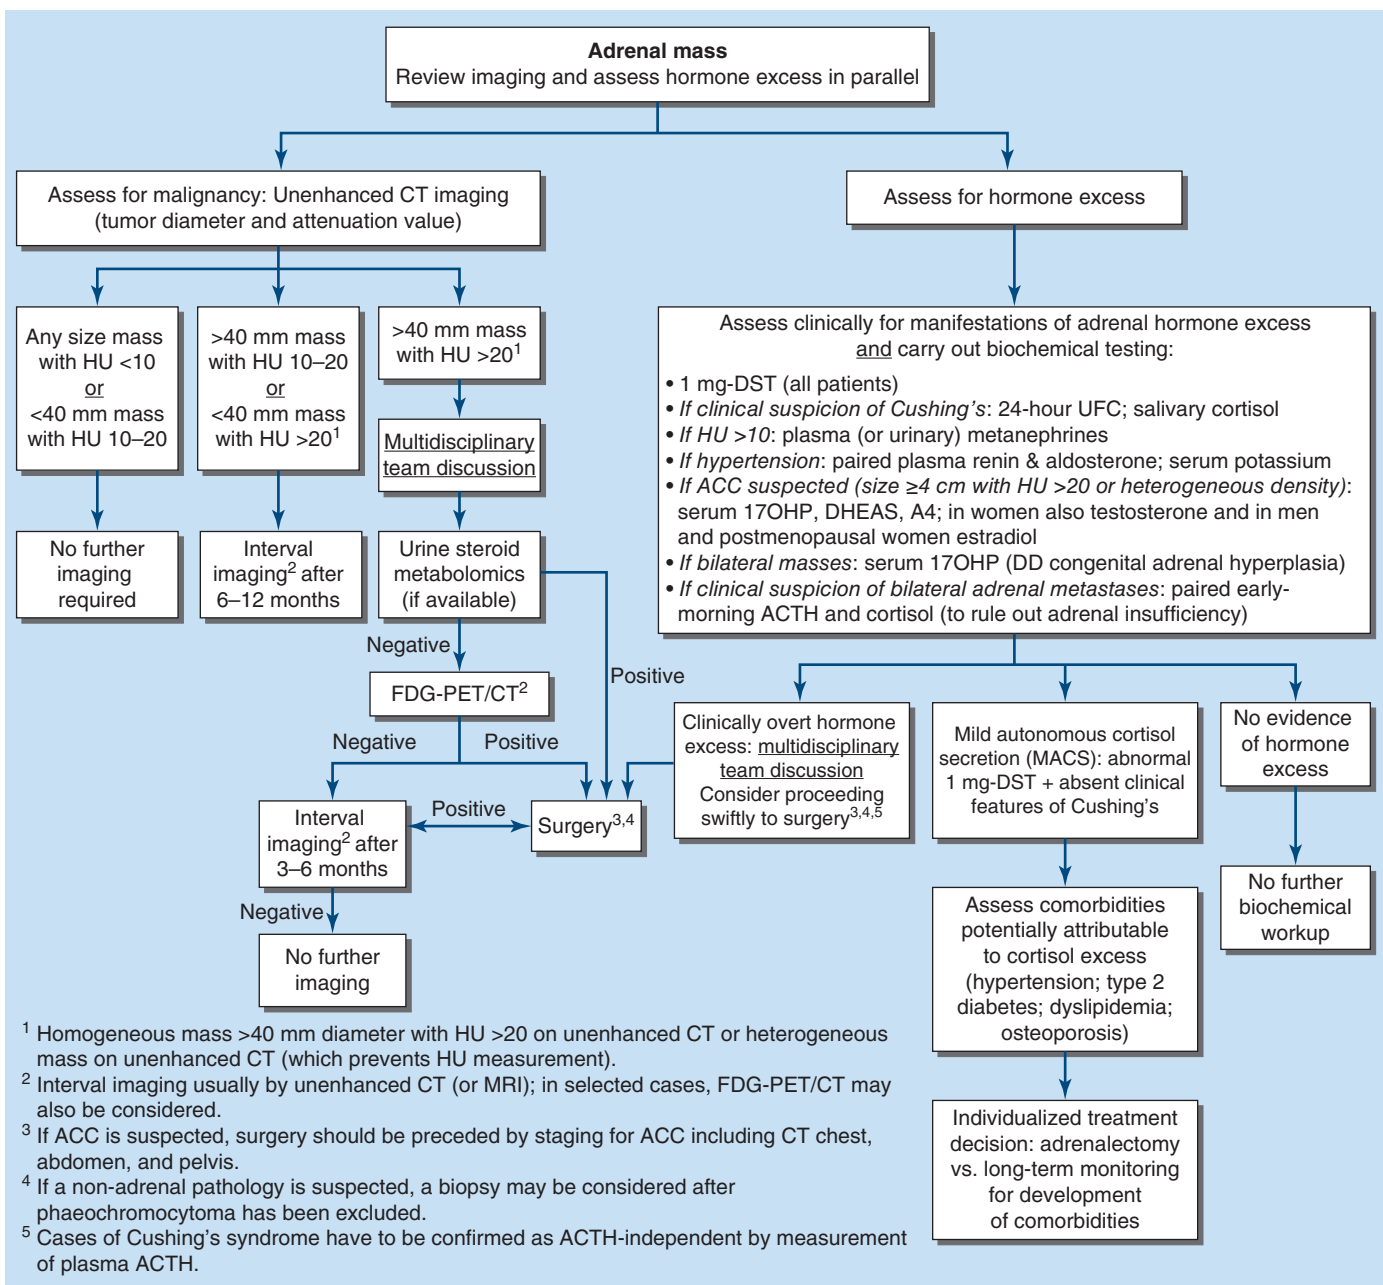 Adrenal mass
Review imaging and assess hormone excess in parallel
Assess for malignancy: Unenhanced CT imaging
(tumor diameter and attenuation value)
Assess for hormone excess
Any size mass
with HU <10
or
<40 mm mass
with HU 10–20
>40 mm mass
with HU 10–20
or
<40 mm mass
with HU >20¹
>40 mm mass
with HU >20¹
Multidisciplinary
team discussion
No further
imaging
required
Interval
imaging² after
6–12 months
Urine steroid
metabolomics
(if available)
Negative
Positive
FDG-PET/CT²
Negative
Positive
Interval
imaging² after
3–6 months
Positive
Surgery³,⁴
Negative
No further
imaging
Assess clinically for manifestations of adrenal hormone excess
and carry out biochemical testing:
• 1 mg-DST (all patients)
• If clinical suspicion of Cushing’s: 24-hour UFC; salivary cortisol
• If HU >10: plasma (or urinary) metanephrines
• If hypertension: paired plasma renin & aldosterone; serum potassium
• If ACC suspected (size ≥4 cm with HU >20 or heterogeneous density):
serum 17OHP, DHEAS, A4; in women also testosterone and in men
and postmenopausal women estradiol
• If bilateral masses: serum 17OHP (DD congenital adrenal hyperplasia)
• If clinical suspicion of bilateral adrenal metastases: paired early-
morning ACTH and cortisol (to rule out adrenal insufficiency)
Clinically overt hormone
excess: multidisciplinary
team discussion
Consider proceeding
swiftly to surgery³,⁴,⁵
Mild autonomous cortisol
secretion (MACS): abnormal
1 mg-DST + absent clinical
features of Cushing’s
No evidence
of hormone
excess
Assess comorbidities
potentially attributable
to cortisol excess
(hypertension; type 2
diabetes; dyslipidemia;
osteoporosis)
No further
biochemical
workup
Individualized treatment
decision: adrenalectomy
vs. long-term monitoring
for development
of comorbidities
¹ Homogeneous mass >40 mm diameter with HU >20 on unenhanced CT or heterogeneous
mass on unenhanced CT (which prevents HU measurement).
² Interval imaging usually by unenhanced CT (or MRI); in selected cases, FDG-PET/CT may
also be considered.
³ If ACC is suspected, surgery should be preceded by staging for ACC including CT chest,
abdomen, and pelvis.
⁴ If a non-adrenal pathology is suspected, a biopsy may be considered after
phaeochromocytoma has been excluded.
⁵ Cases of Cushing’s syndrome have to be confirmed as ACTH-independent by measurement
of plasma ACTH.